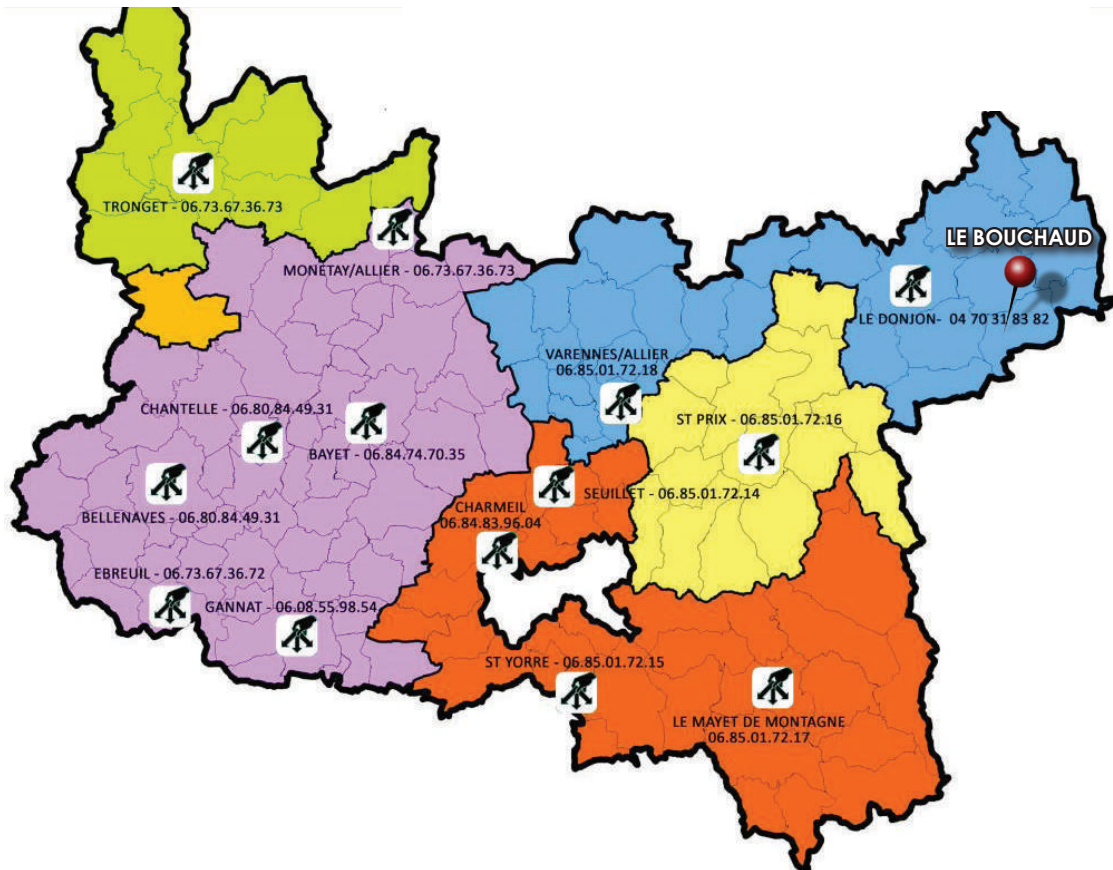 TRONGET - 06.73.67.36.73
LE BOUCHAUD
MONETAY/ALLIER - 06.73.67.36.73
LE DONJON- 04 70 31 83 82
VARENNES/ALLIER
06.85.01.72.18
CHANTELLE - 06.80.84.49.31
ST PRIX - 06.85.01.72.16
BAYET - 06.84.74.70.35
SEUILLET - 06.85.01.72.14
CHARMEIL
06.84.83.96.04
BELLENAVES - 06.80.84.49.31
EBREUIL - 06.73.67.36.72
GANNAT - 06.08.55.98.54
ST YORRE - 06.85.01.72.15
LE MAYET DE MONTAGNE
06.85.01.72.17